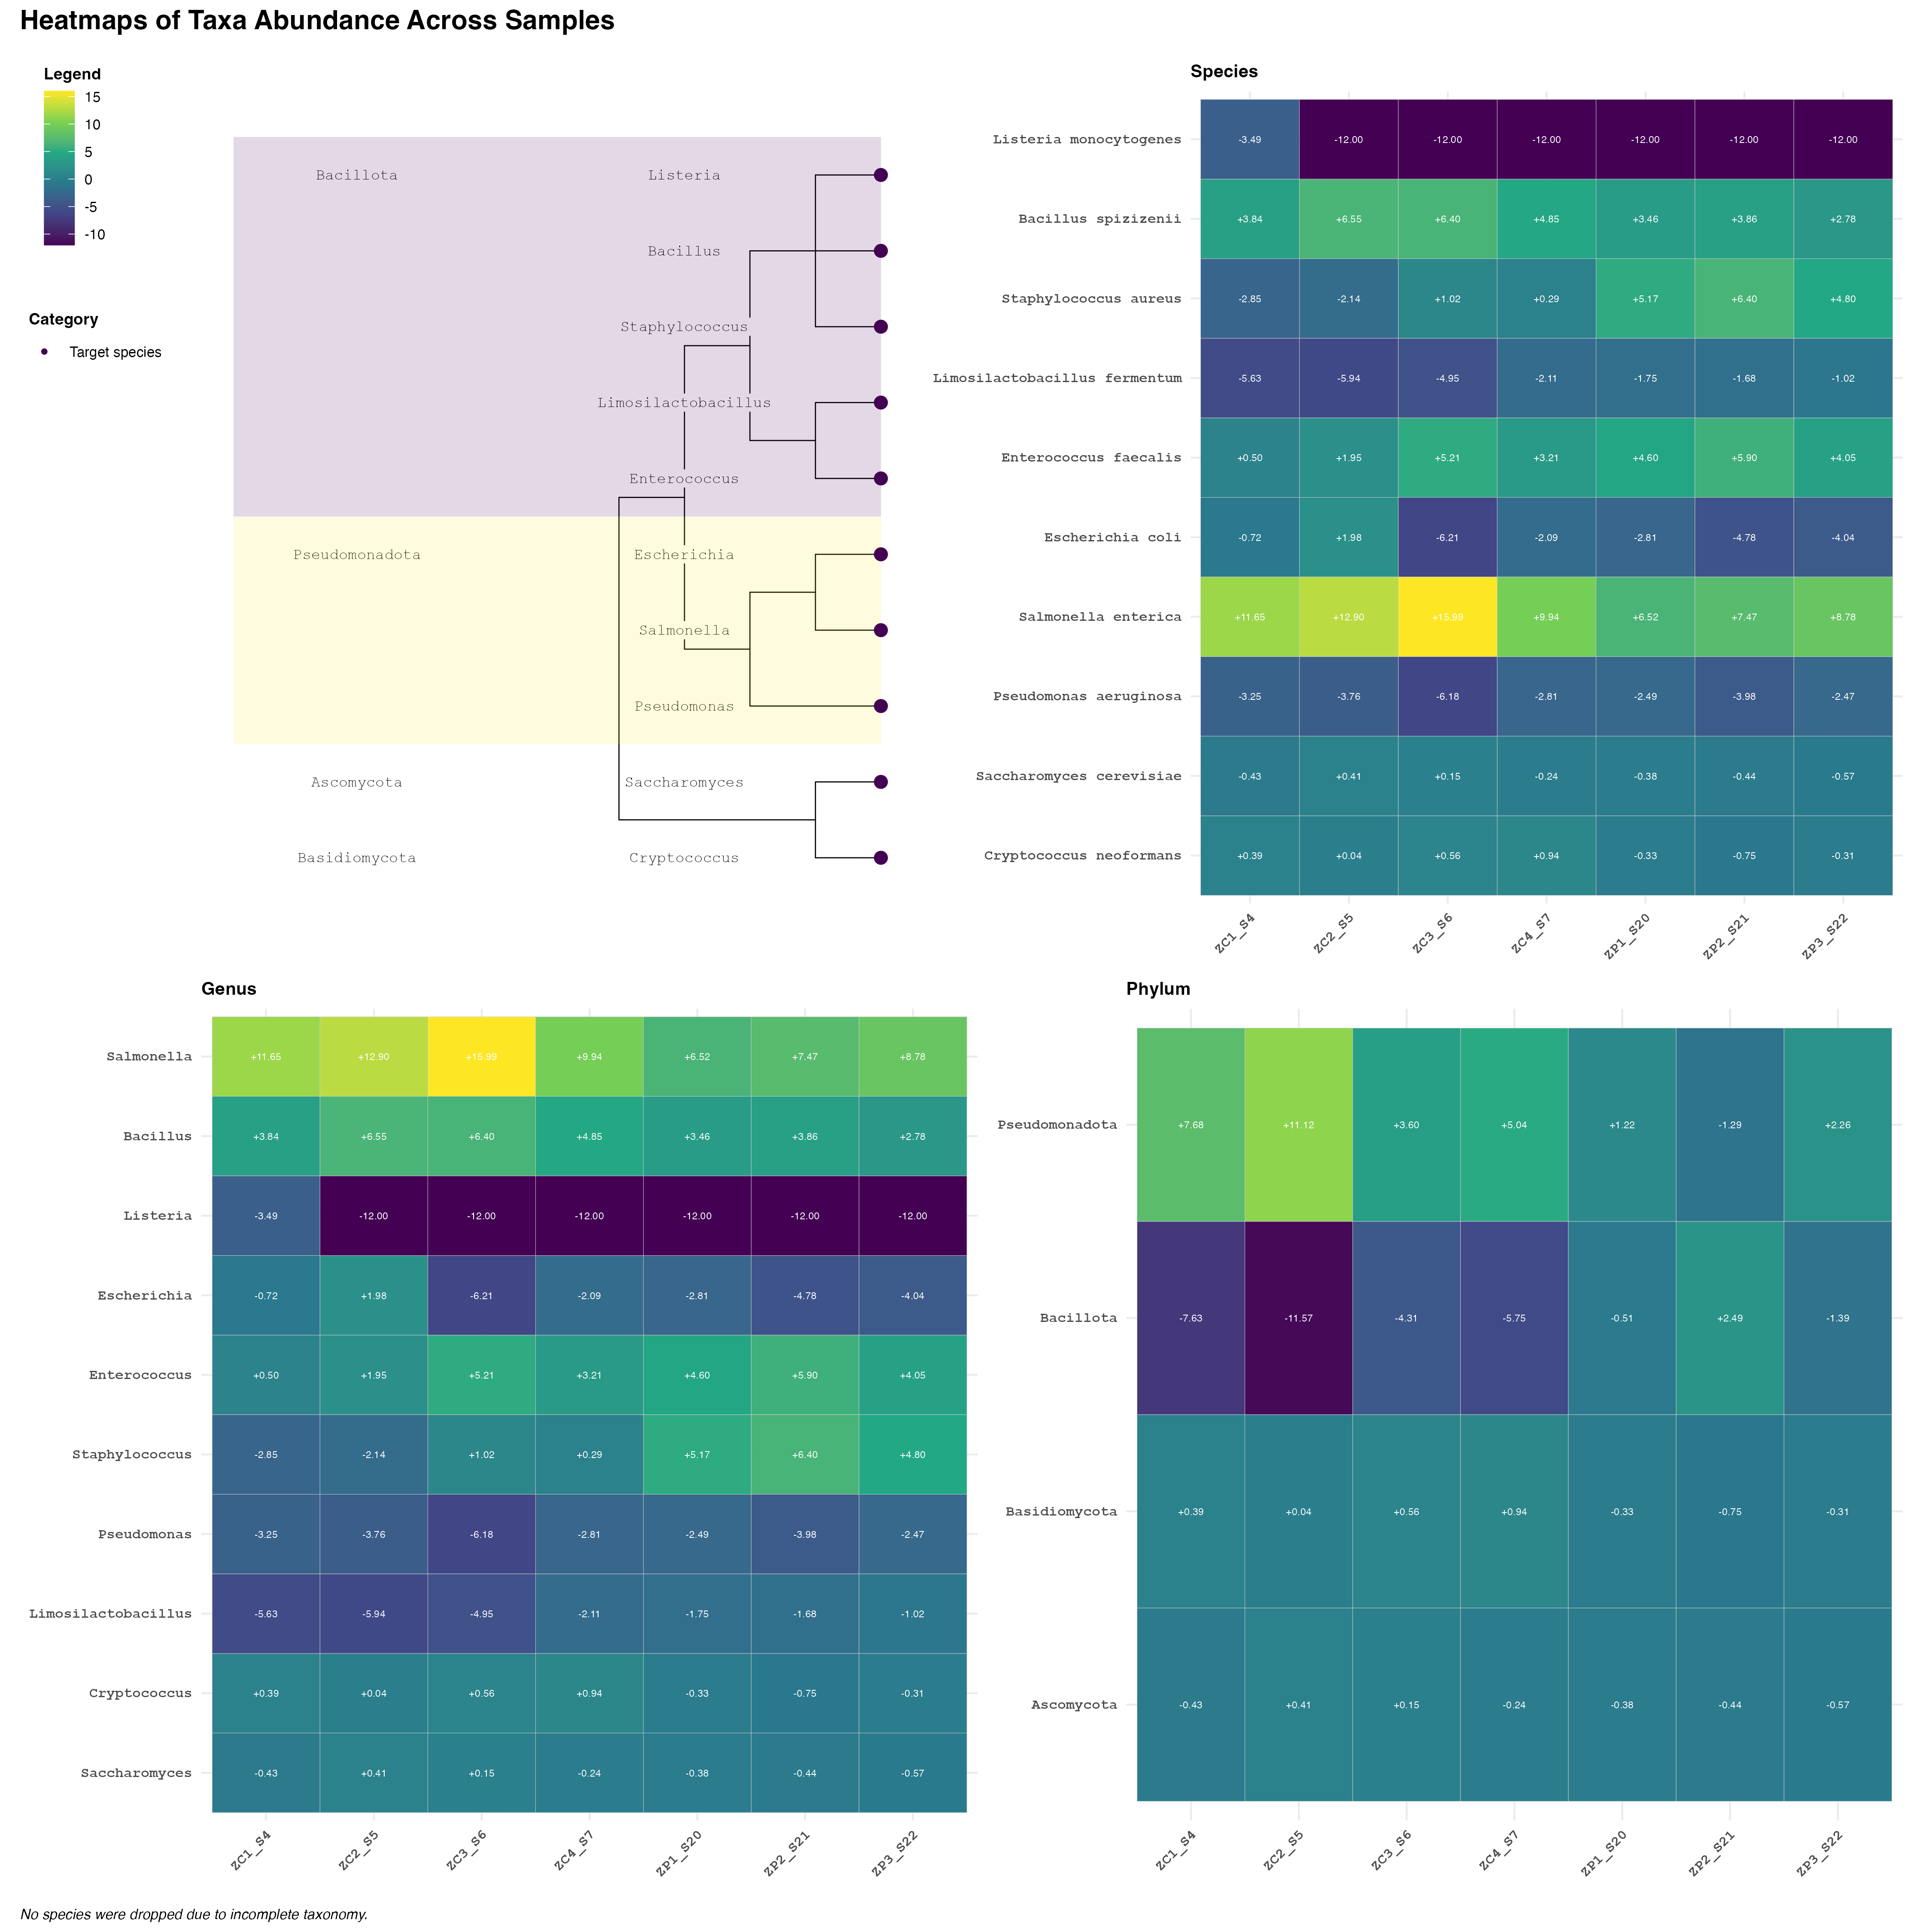 Heatmaps of Taxa Abundance Across Samples
Legend
15
10
5
0
-5
-10
Category
Target species
Bacillota
Listeria
Bacillus
Staphylococcus
Limosilactobacillus
Enterococcus
Pseudomonadota
Escherichia
Salmonella
Pseudomonas
Ascomycota
Saccharomyces
Basidiomycota
Cryptococcus
Species
Listeria monocytogenes -3.49 -12.00 -12.00 -12.00 -12.00 -12.00 -12.00
Bacillus spizizenii +3.84 +6.55 +6.40 +4.85 +3.46 +3.86 +2.78
Staphylococcus aureus -2.85 -2.14 +1.02 +0.29 +5.17 +6.40 +4.80
Limosilactobacillus fermentum -5.63 -5.94 -4.95 -2.11 -1.75 -1.68 -1.02
Enterococcus faecalis +0.50 +1.95 +5.21 +3.21 +4.60 +5.90 +4.05
Escherichia coli -0.72 +1.98 -6.21 -2.09 -2.81 -4.78 -4.04
Salmonella enterica +11.65 +12.90 +15.99 +9.94 +6.52 +7.47 +8.78
Pseudomonas aeruginosa -3.25 -3.76 -6.18 -2.81 -2.49 -3.98 -2.47
Saccharomyces cerevisiae -0.43 +0.41 +0.15 -0.24 -0.38 -0.44 -0.57
Cryptococcus neoformans +0.39 +0.04 +0.56 +0.94 -0.33 -0.75 -0.31
ZC1_S4 ZC2_S5 ZC3_S6 ZC4_S7 ZP1_S20 ZP2_S21 ZP3_S22
Genus
Salmonella +11.65 +12.90 +15.99 +9.94 +6.52 +7.47 +8.78
Bacillus +3.84 +6.55 +6.40 +4.85 +3.46 +3.86 +2.78
Listeria -3.49 -12.00 -12.00 -12.00 -12.00 -12.00 -12.00
Escherichia -0.72 +1.98 -6.21 -2.09 -2.81 -4.78 -4.04
Enterococcus +0.50 +1.95 +5.21 +3.21 +4.60 +5.90 +4.05
Staphylococcus -2.85 -2.14 +1.02 +0.29 +5.17 +6.40 +4.80
Pseudomonas -3.25 -3.76 -6.18 -2.81 -2.49 -3.98 -2.47
Limosilactobacillus -5.63 -5.94 -4.95 -2.11 -1.75 -1.68 -1.02
Cryptococcus +0.39 +0.04 +0.56 +0.94 -0.33 -0.75 -0.31
Saccharomyces -0.43 +0.41 +0.15 -0.24 -0.38 -0.44 -0.57
ZC1_S4 ZC2_S5 ZC3_S6 ZC4_S7 ZP1_S20 ZP2_S21 ZP3_S22
Phylum
Pseudomonadota +7.68 +11.12 +3.60 +5.04 +1.22 -1.29 +2.26
Bacillota -7.63 -11.57 -4.31 -5.75 -0.51 +2.49 -1.39
Basidiomycota +0.39 +0.04 +0.56 +0.94 -0.33 -0.75 -0.31
Ascomycota -0.43 +0.41 +0.15 -0.24 -0.38 -0.44 -0.57
ZC1_S4 ZC2_S5 ZC3_S6 ZC4_S7 ZP1_S20 ZP2_S21 ZP3_S22
No species were dropped due to incomplete taxonomy.